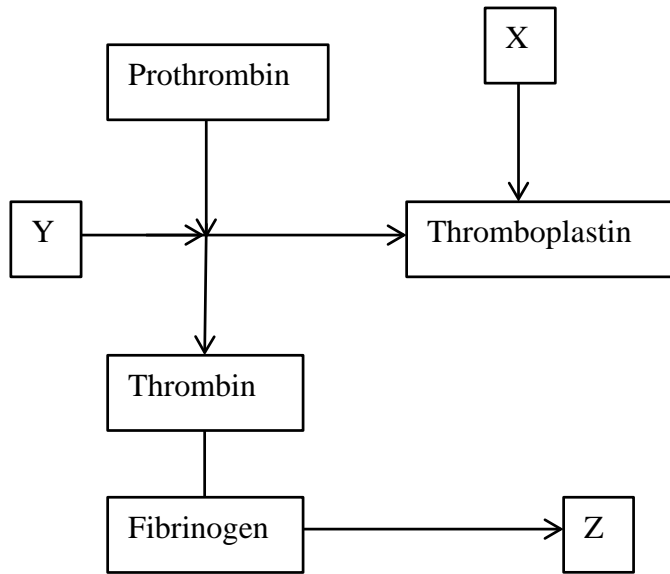 X
Prothrombin
Y
Thromboplastin
Thrombin
Fibrinogen
Z